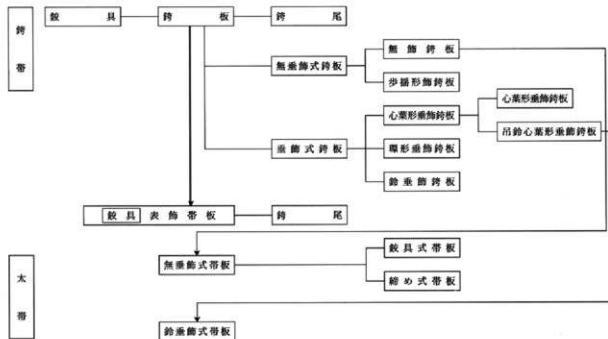 銙帯
鉸具
銙板
銙尾
無垂飾式銙板
無飾銙板
歩揺形飾銙板
垂飾式銙板
心葉形垂飾銙板
心葉形垂飾銙板
吊鈴心葉形垂飾銙板
環形垂飾銙板
鈴垂飾銙板
鉸具 表飾帯板
銙尾
太帯
無垂飾式帯板
鉸具式帯板
締め式帯板
鈴垂飾式帯板